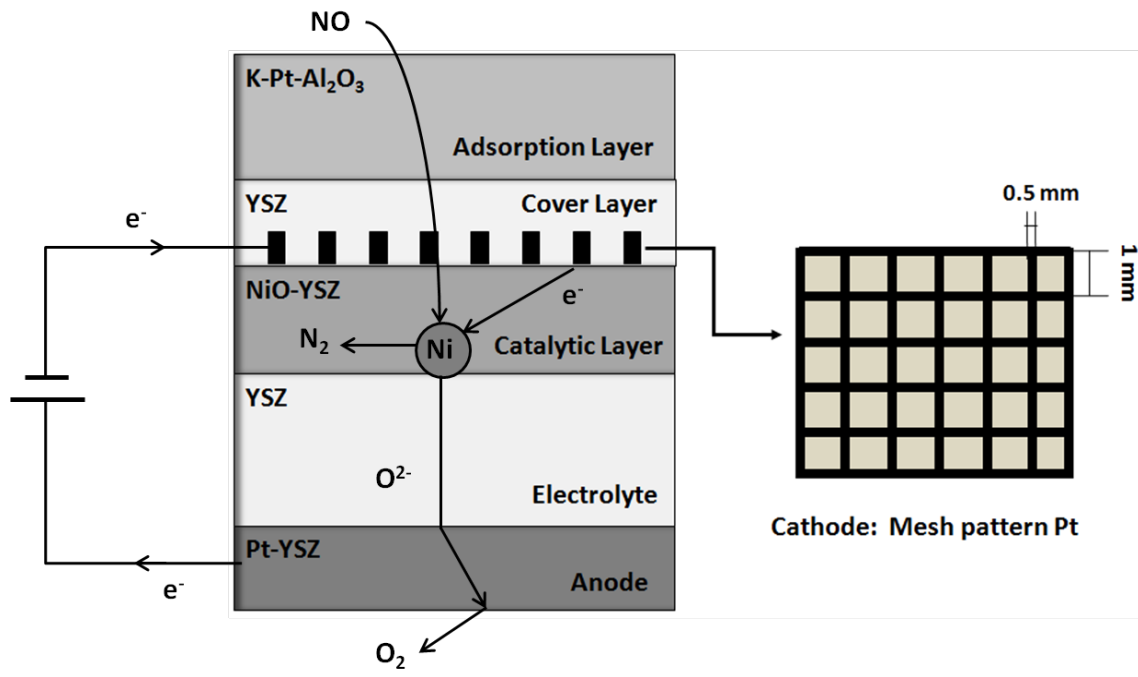 NO
K-Pt-Al₂O₃
Adsorption Layer
YSZ
Cover Layer
e⁻
0.5 mm
1 mm
NiO-YSZ
e⁻
N₂
Ni
Catalytic Layer
YSZ
O²⁻
Electrolyte
Cathode: Mesh pattern Pt
Pt-YSZ
Anode
e⁻
O₂